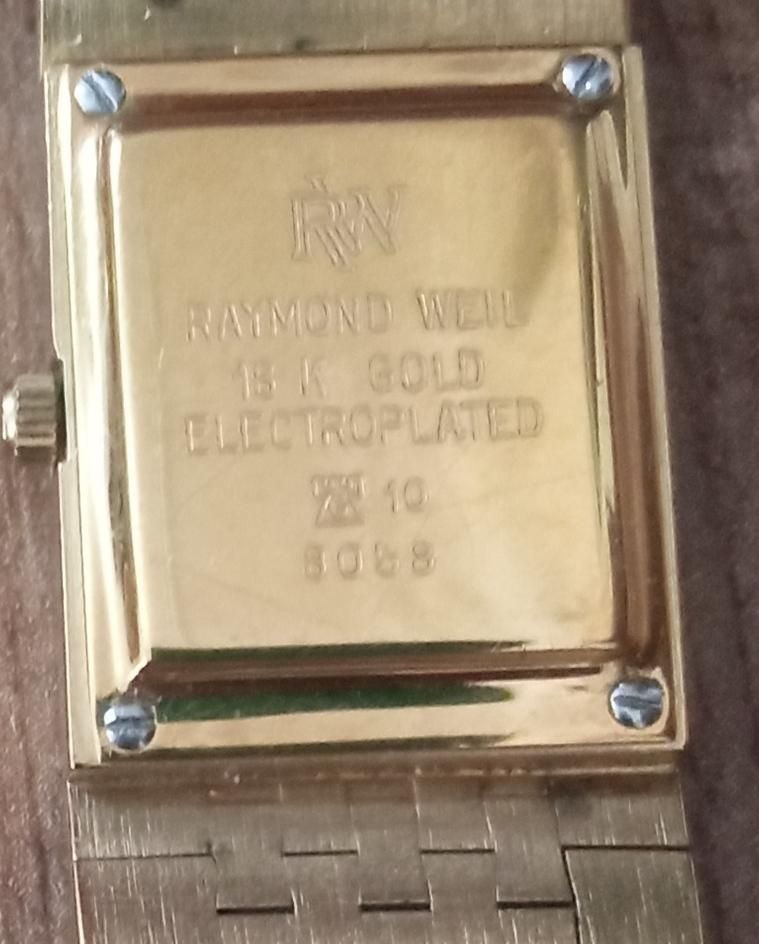 RW
RAYMOND WEIL
18 K GOLD
ELECTROPLATED
10